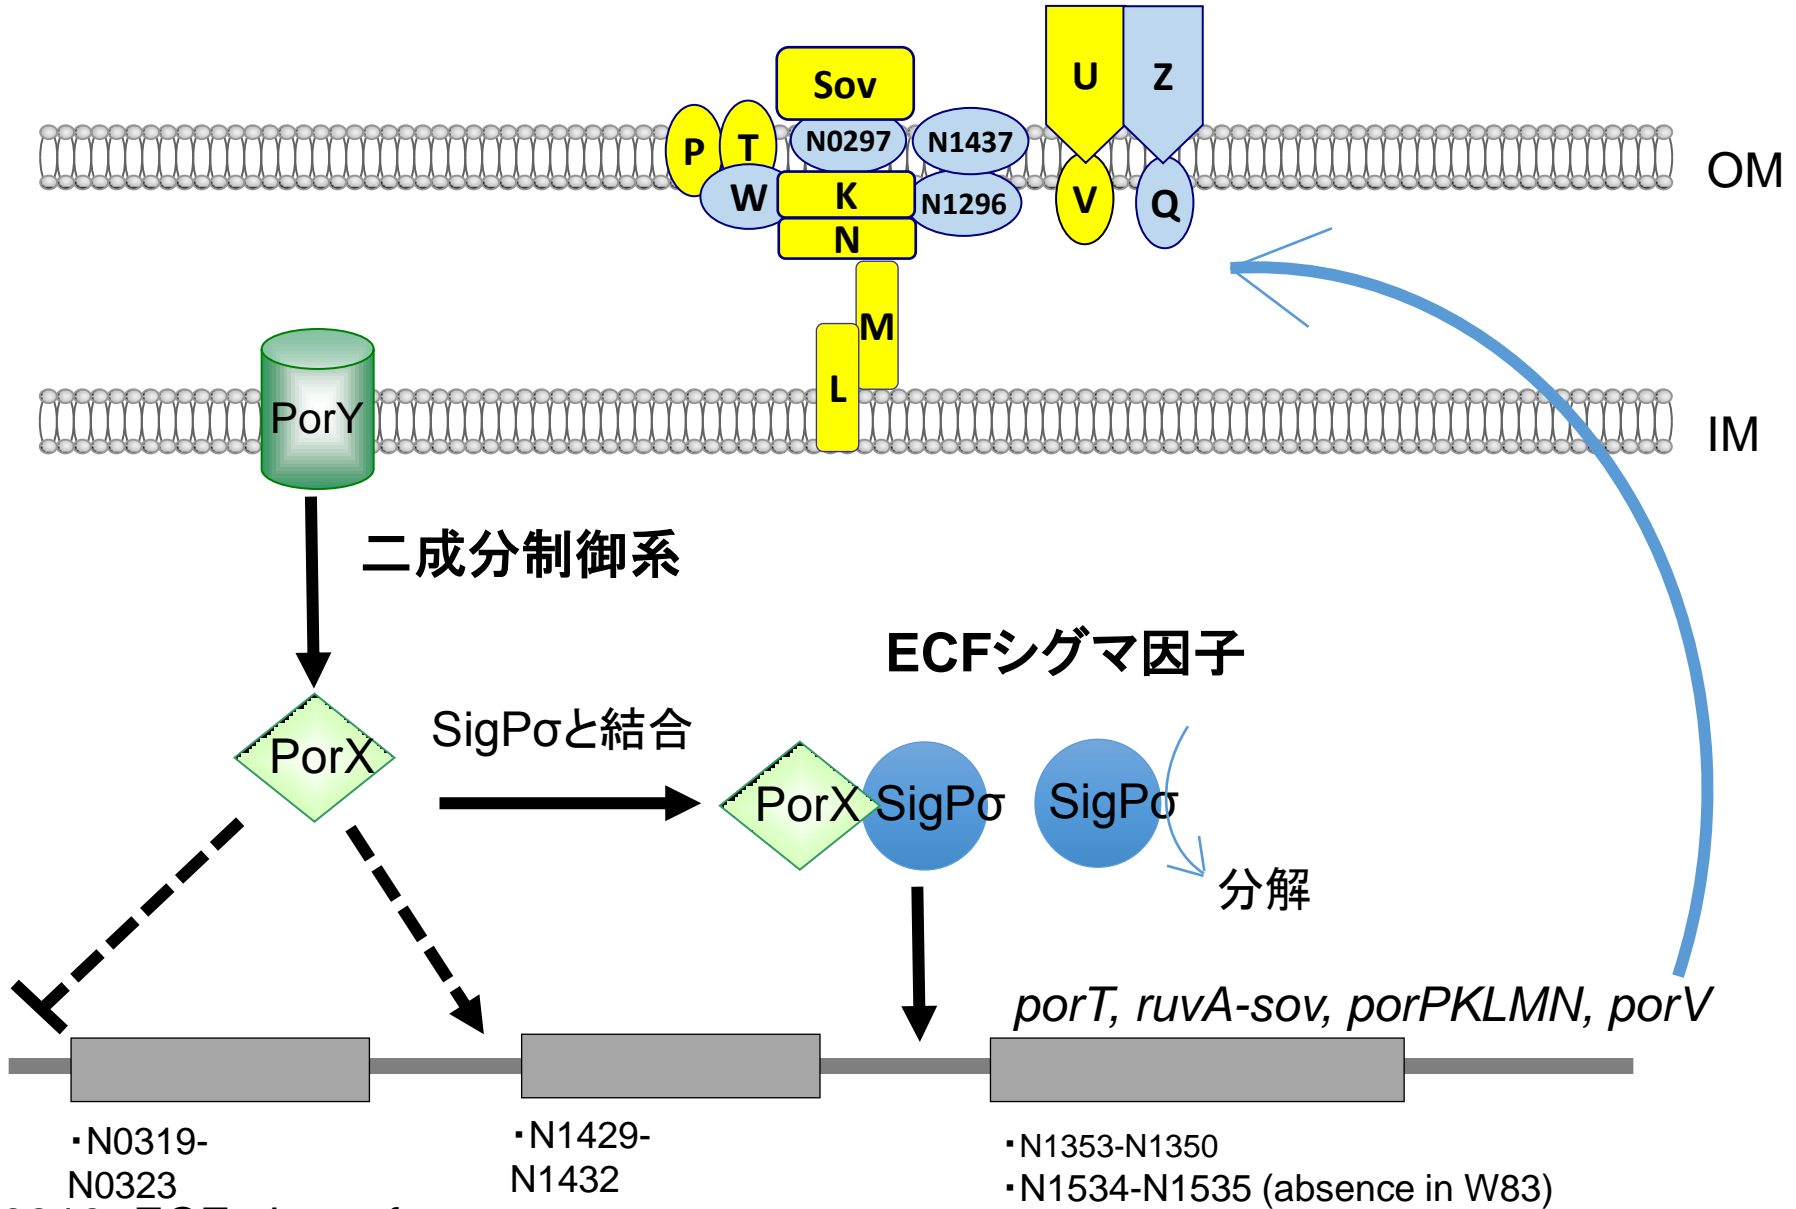 Sov
U
Z
P
T
N0297
N1437
W
K
N1296
N
V
Q
OM
M
L
PorY
IM
二成分制御系
ECFシグマ因子
SigPσと結合
PorX
PorX
SigPσ
SigPσ
分解
porT, ruvA-sov, porPKLMN, porV
・N0319-
N0323
・N1429-
N1432
・N1353-N1350
・N1534-N1535 (absence in W83)